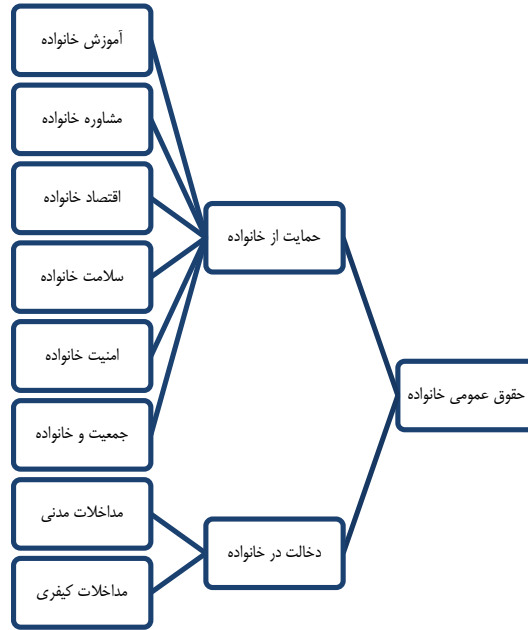 حقوق عمومی خانواده
حمایت از خانواده
آموزش خانواده
مشاوره خانواده
اقتصاد خانواده
سلامت خانواده
امنیت خانواده
جمعیت و خانواده
دخالت در خانواده
مداخلات مدنی
مداخلات کیفری